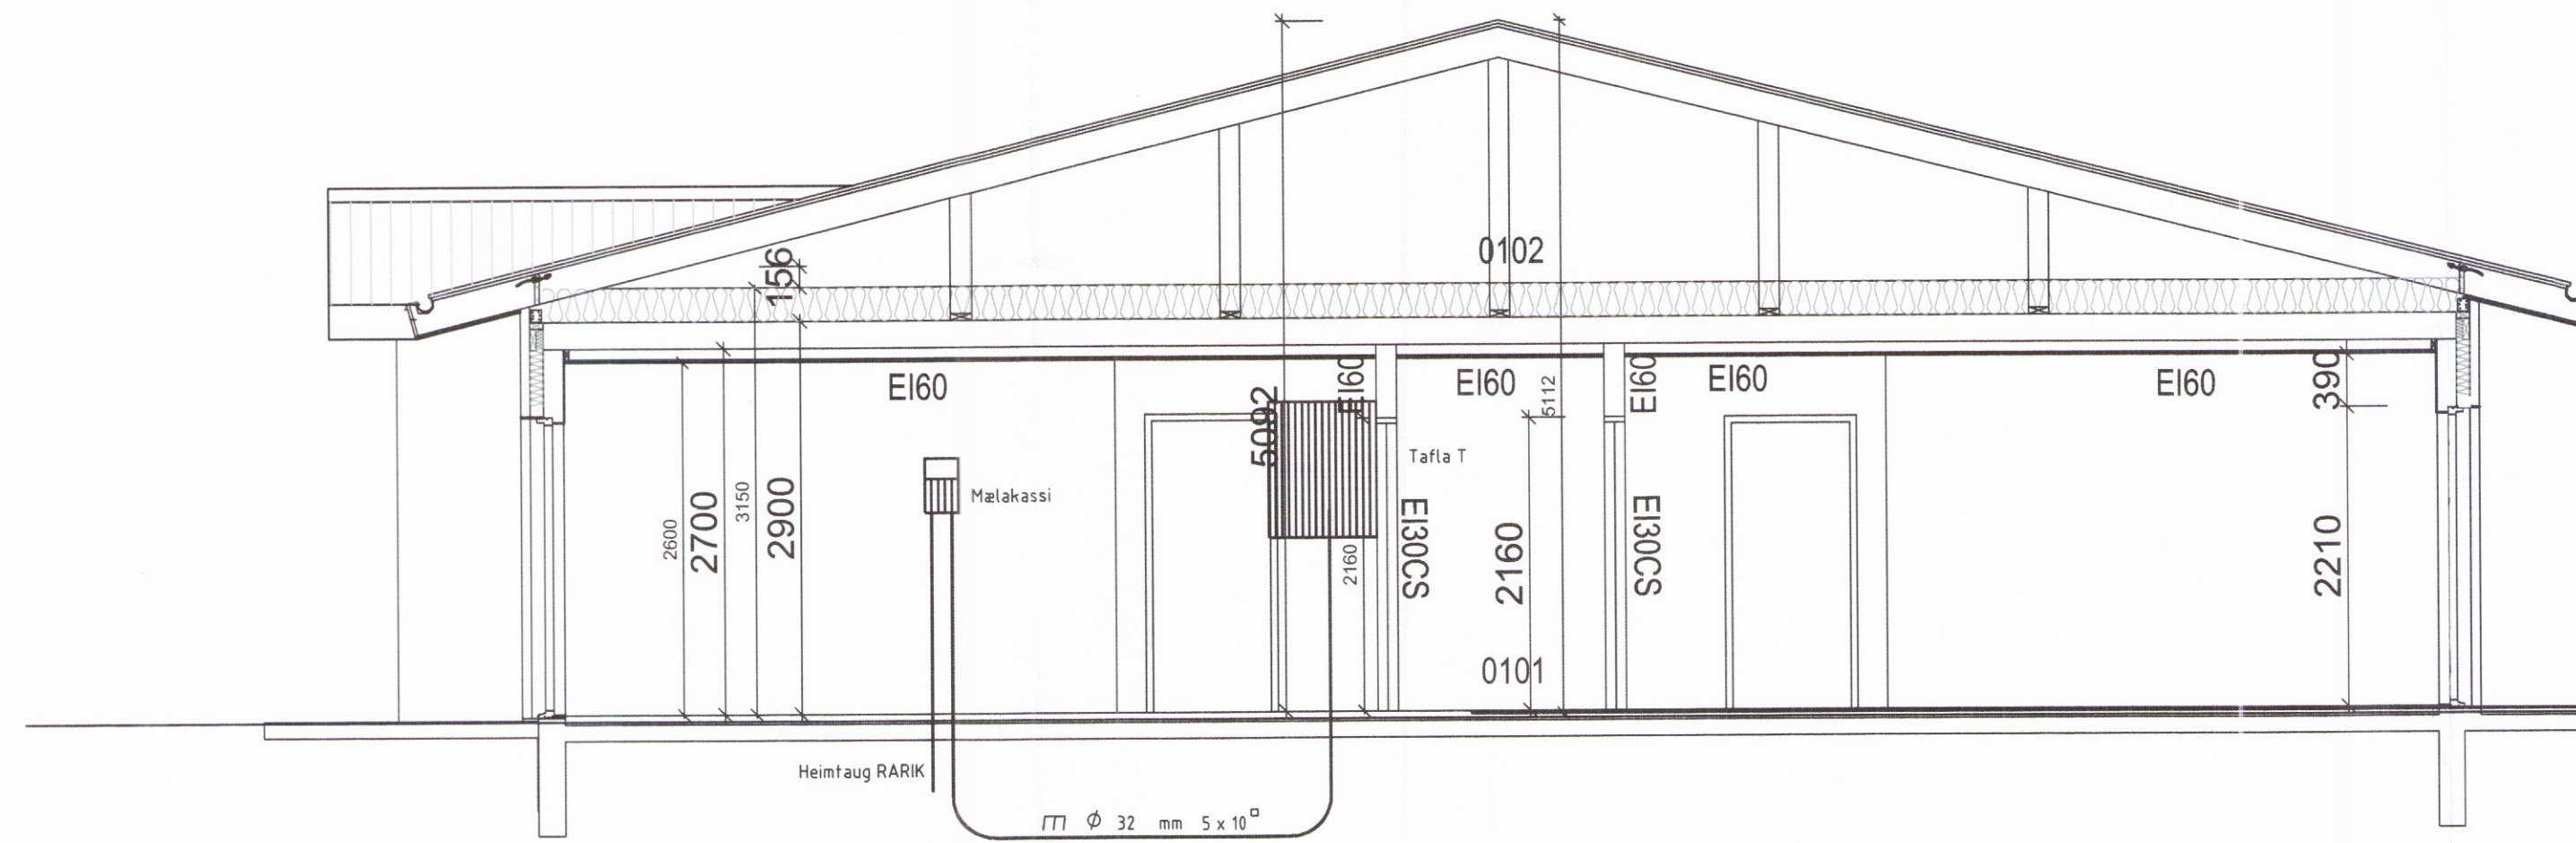 0102
156
EI60
EI60
EI60
EI60
EI60
EI60
390
5092
5112
Tafla T
Mælakassi
2600
2700
3150
2900
2160
EI30CS
2160
EI30CS
2210
0101
Heimtaug RARIK
Ø 32 mm 5 x 10